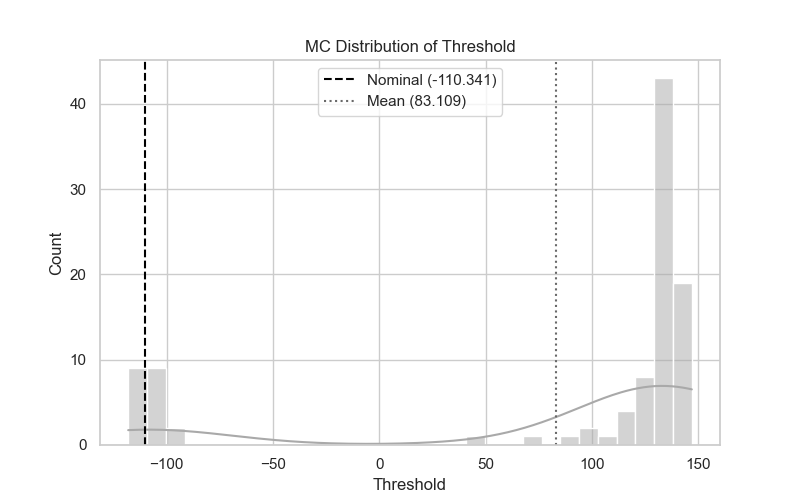 MC Distribution of Threshold
Nominal (-110.341)
Mean (83.109)
Count
40
30
20
10
0
−100
−50
0
50
100
150
Threshold